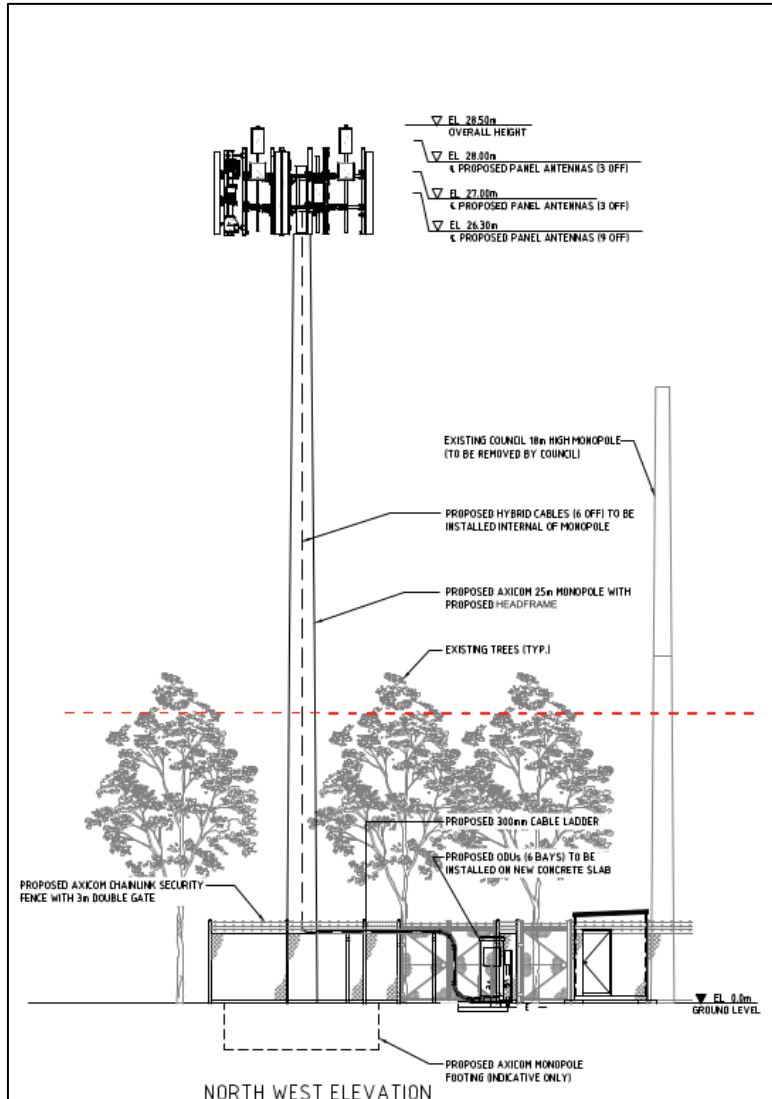 EL 28.50m
OVERALL HEIGHT
EL 28.00m
℄ PROPOSED PANEL ANTENNAS (3 OFF)
EL 27.00m
℄ PROPOSED PANEL ANTENNAS (3 OFF)
EL 26.30m
℄ PROPOSED PANEL ANTENNAS (9 OFF)
EXISTING COUNCIL 18m HIGH MONOPOLE
(TO BE REMOVED BY COUNCIL)
PROPOSED HYBRID CABLES (6 OFF) TO BE
INSTALLED INTERNAL OF MONOPOLE
PROPOSED AXICOM 25m MONOPOLE WITH
PROPOSED HEADFRAME
EXISTING TREES (TYP.)
PROPOSED 300mm CABLE LADDER
PROPOSED ODUs (6 BAYS) TO BE
INSTALLED ON NEW CONCRETE SLAB
PROPOSED AXICOM CHAINLINK SECURITY
FENCE WITH 3m DOUBLE GATE
E
EL 0.0m
GROUND LEVEL
PROPOSED AXICOM MONOPOLE
FOOTING (INDICATIVE ONLY)
NORTH WEST ELEVATION